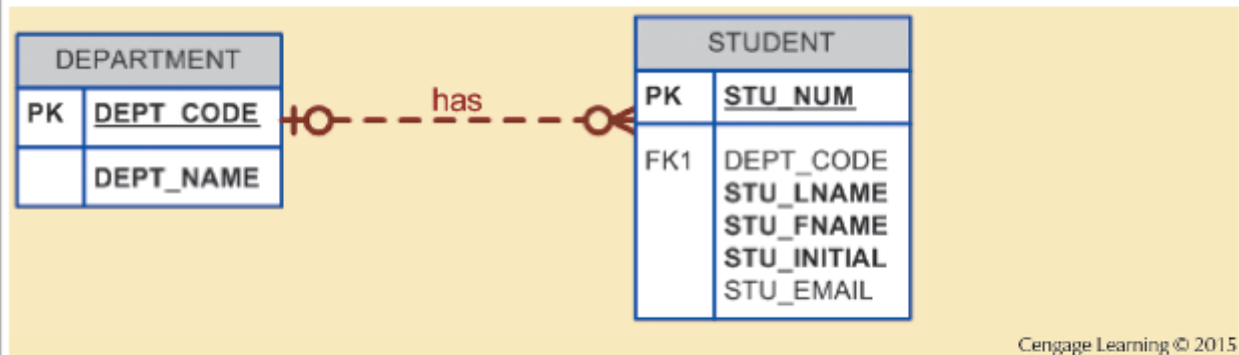 DEPARTMENT
PK DEPT_CODE
DEPT_NAME
has
STUDENT
PK STU_NUM
FK1 DEPT_CODE
STU_LNAME
STU_FNAME
STU_INITIAL
STU_EMAIL
Cengage Learning © 2015